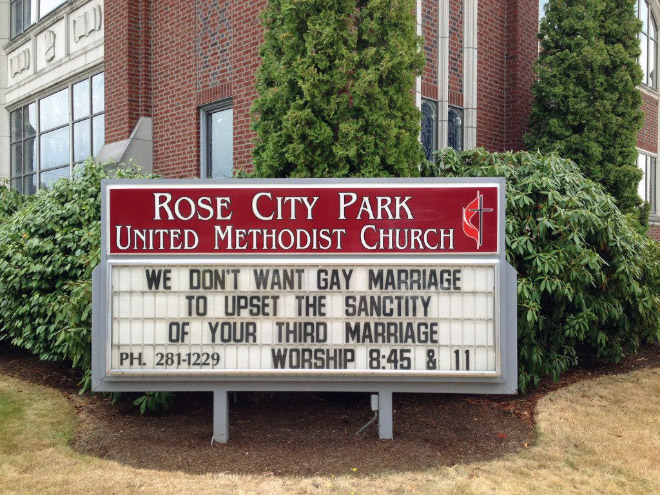 ROSE CITY PARK
UNITED METHODIST CHURCH
WE DON'T WANT GAY MARRIAGE
TO UPSET THE SANCTITY
OF YOUR THIRD MARRIAGE
PH. 281-1229 WORSHIP 8:45 & 11